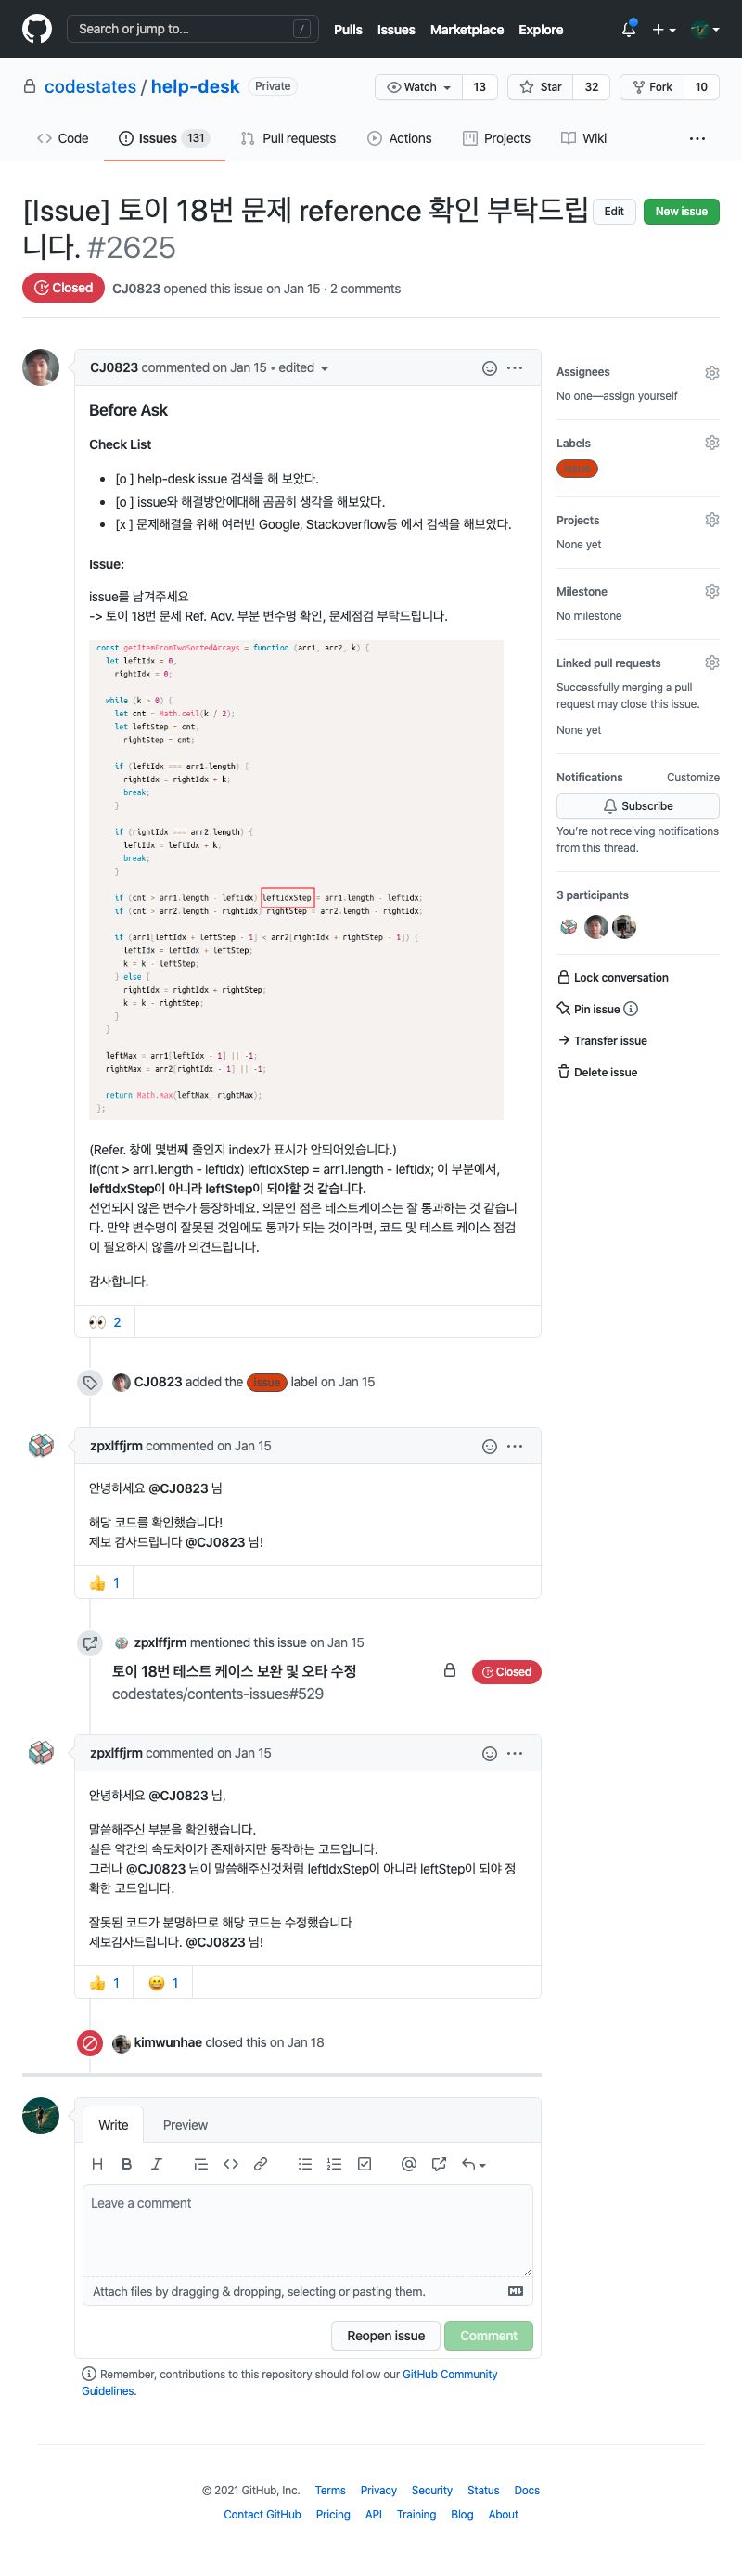 Search or jump to...
/
Pulls Issues Marketplace Explore
codestates / help-desk Private
Watch 13 Star 32 Fork 10
Code Issues 131 Pull requests Actions Projects Wiki
[Issue] 토이 18번 문제 reference 확인 부탁드립
니다. #2625
Edit New issue
Closed CJ0823 opened this issue on Jan 15 · 2 comments
CJ0823 commented on Jan 15 • edited
Before Ask
Check List
[o ] help-desk issue 검색을 해 보았다.
[o ] issue와 해결방안에대해 곰곰히 생각을 해보았다.
[x ] 문제해결을 위해 여러번 Google, Stackoverflow등 에서 검색을 해보았다.
Issue:
issue를 남겨주세요
-> 토이 18번 문제 Ref. Adv. 부분 변수명 확인, 문제점검 부탁드립니다.
const getItemFromTwoSortedArrays = function (arr1, arr2, k) {
let leftIdx = 0,
rightIdx = 0;
while (k > 0) {
let cnt = Math.ceil(k / 2);
let leftStep = cnt,
rightStep = cnt;
if (leftIdx === arr1.length) {
rightIdx = rightIdx + k;
break;
}
if (rightIdx === arr2.length) {
leftIdx = leftIdx + k;
break;
}
if (cnt > arr1.length - leftIdx) leftIdxStep = arr1.length - leftIdx;
if (cnt > arr2.length - rightIdx) rightStep = arr2.length - rightIdx;
if (arr1[leftIdx + leftStep - 1] < arr2[rightIdx + rightStep - 1]) {
leftIdx = leftIdx + leftStep;
k = k - leftStep;
} else {
rightIdx = rightIdx + rightStep;
k = k - rightStep;
}
}
leftMax = arr1[leftIdx - 1] || -1;
rightMax = arr2[rightIdx - 1] || -1;
return Math.max(leftMax, rightMax);
};
(Refer. 창에 몇번째 줄인지 index가 표시가 안되어있습니다.)
if(cnt > arr1.length - leftIdx) leftIdxStep = arr1.length - leftIdx; 이 부분에서,
leftIdxStep이 아니라 leftStep이 되야할 것 같습니다.
선언되지 않은 변수가 등장하네요. 의문인 점은 테스트케이스는 잘 통과하는 것 같습니
다. 만약 변수명이 잘못된 것임에도 통과가 되는 것이라면, 코드 및 테스트 케이스 점검
이 필요하지 않을까 의견드립니다.
감사합니다.
👀 2
CJ0823 added the issue label on Jan 15
zpxlffjrm commented on Jan 15
안녕하세요 @CJ0823 님
해당 코드를 확인했습니다!
제보 감사드립니다 @CJ0823 님!
👍 1
zpxlffjrm mentioned this issue on Jan 15
토이 18번 테스트 케이스 보완 및 오타 수정
codestates/contents-issues#529
Closed
zpxlffjrm commented on Jan 15
안녕하세요 @CJ0823 님,
말씀해주신 부분을 확인했습니다.
실은 약간의 속도차이가 존재하지만 동작하는 코드입니다.
그러나 @CJ0823 님이 말씀해주신것처럼 leftIdxStep이 아니라 leftStep이 되야 정
확한 코드입니다.
잘못된 코드가 분명하므로 해당 코드는 수정했습니다
제보감사드립니다. @CJ0823 님!
👍 1 😄 1
kimwunhae closed this on Jan 18
Write Preview
Leave a comment
Attach files by dragging & dropping, selecting or pasting them.
Reopen issue Comment
Remember, contributions to this repository should follow our GitHub Community
Guidelines.
Assignees
No one—assign yourself
Labels
issue
Projects
None yet
Milestone
No milestone
Linked pull requests
Successfully merging a pull
request may close this issue.
None yet
Notifications Customize
Subscribe
You're not receiving notifications
from this thread.
3 participants
Lock conversation
Pin issue
Transfer issue
Delete issue
© 2021 GitHub, Inc. Terms Privacy Security Status Docs
Contact GitHub Pricing API Training Blog About